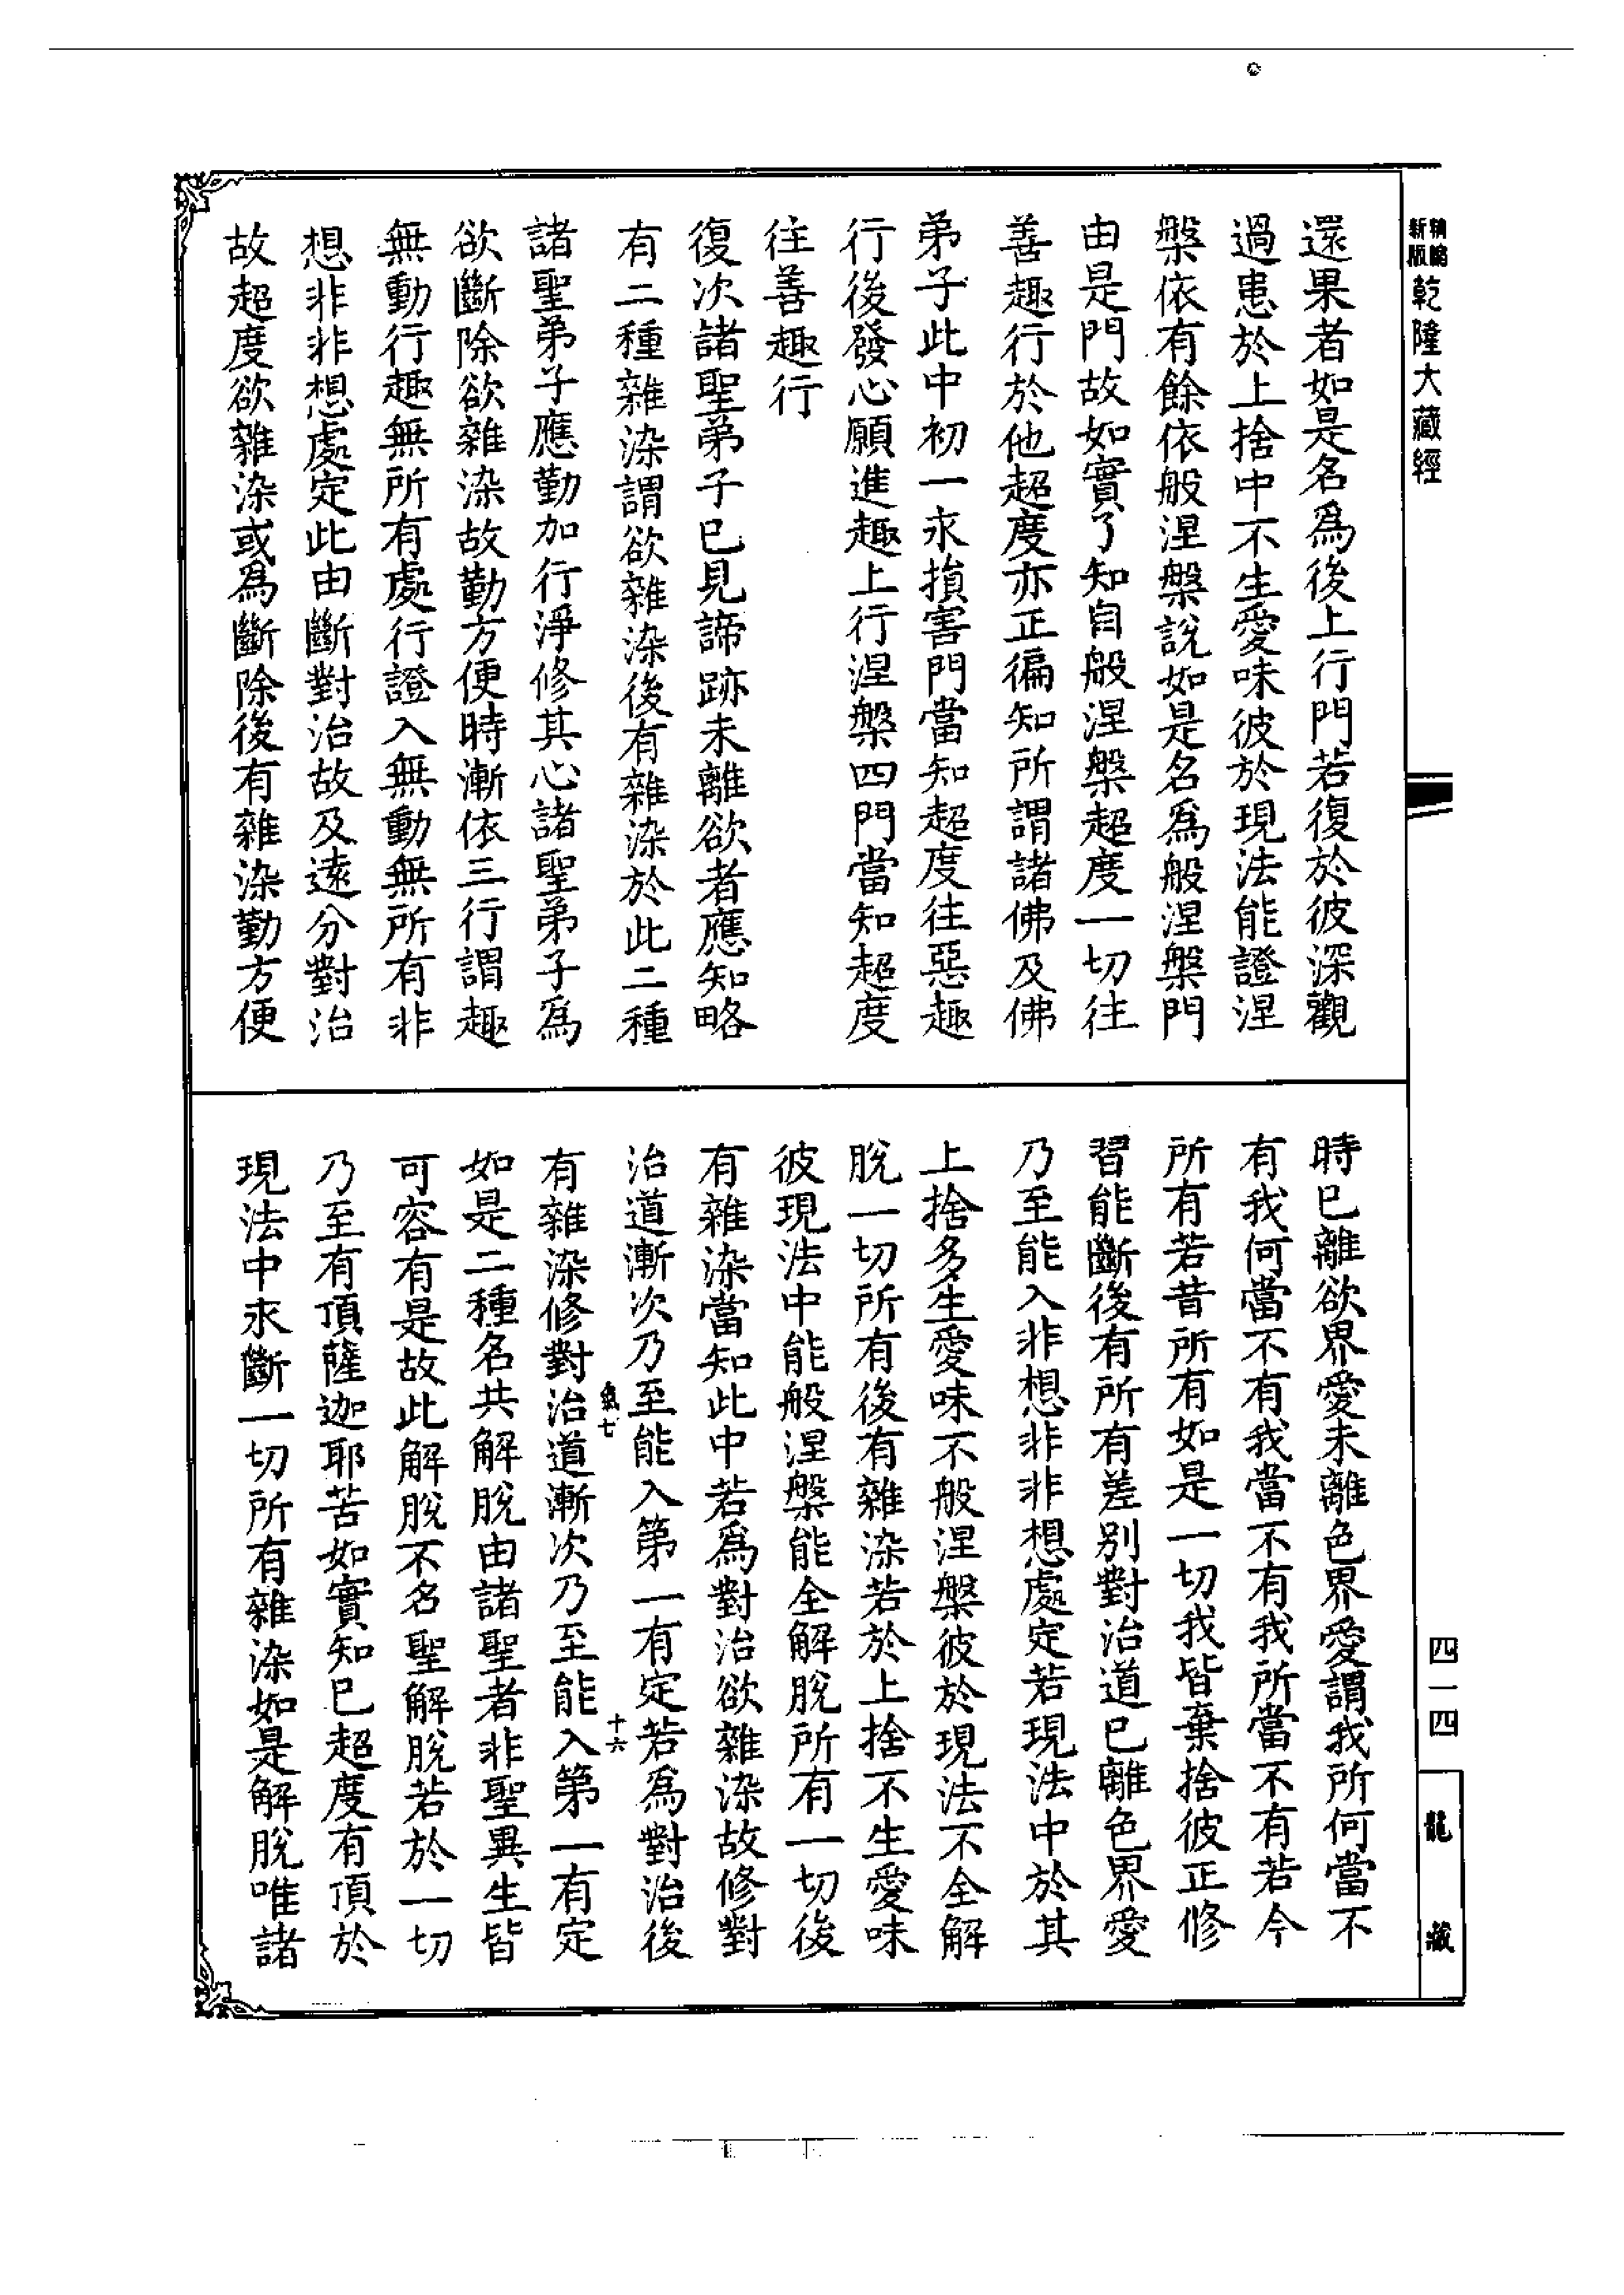 新編
新版
乾隆大藏經
還果者如是名為後上行門若復於彼深觀
過患於上捨中不生愛味彼於現法能證涅
槃依有餘依般涅槃說如是名為般涅槃門
由是門故如實了知自般涅槃超度一切往
善趣行於他超度亦正徧知所謂諸佛及佛
弟子此中初一求損害門當知超度往惡趣
行後發心願進趣上行涅槃四門當知超度
往善趣行
復次諸聖弟子已見諦跡未離欲者應知略
有二種雜染謂欲雜染後有雜染於此二種
諸聖弟子應勤加行淨修其心諸聖弟子為
欲斷除欲雜染故勤方便時漸依三行謂趣
無動行趣無所有處行證入無動無所有非
想非非想處定此由斷對治故及遠分對治
故超度欲雜染或為斷除後有雜染勤方便
時已離欲界愛未離色界愛謂我所何當不
有我何當不有我當不有我所當不有若今
所有若昔所有如是一切我皆棄捨彼正修
習能斷後有所有差別對治道已離色界愛
乃至能入非想非非想處定若現法中於其
上捨多生愛味不般涅槃彼於現法不全解
脫一切所有後有雜染若於上捨不生愛味
彼現法中能般涅槃能全解脫所有一切後
有雜染當知此中若為對治欲雜染故修對
治道漸次乃至能入第一有定若為對治後
有雜染修對治道漸次乃至能入第一有定
如是二種名共解脫由諸聖者非聖異生皆
可容有是故此解脫不名聖解脫若於一切
乃至有頂薩迦耶苦如實知已超度有頂於
現法中永斷一切所有雜染如是解脫唯諸
十六
四一四
龍藏